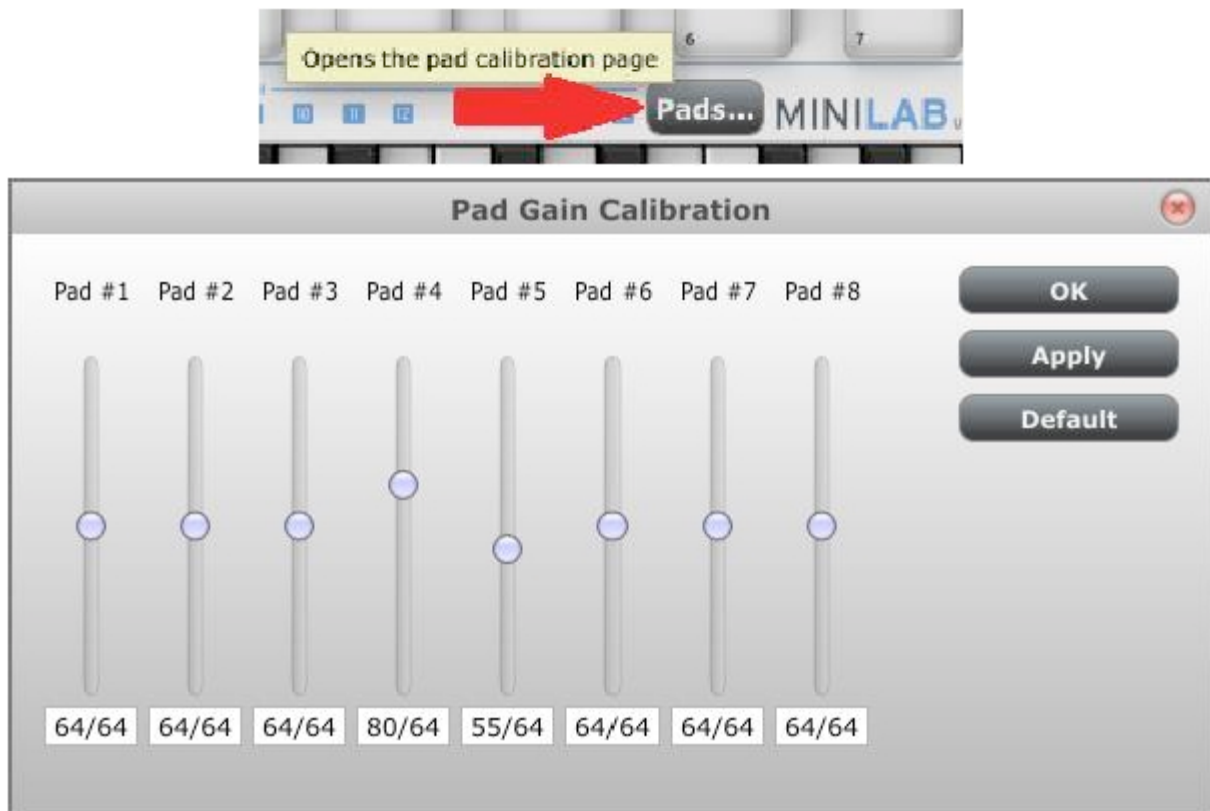 6 7
Opens the pad calibration page
10 11 12
Pads... MINILAB
Pad Gain Calibration
Pad #1 Pad #2 Pad #3 Pad #4 Pad #5 Pad #6 Pad #7 Pad #8
OK
Apply
Default
64/64 64/64 64/64 80/64 55/64 64/64 64/64 64/64